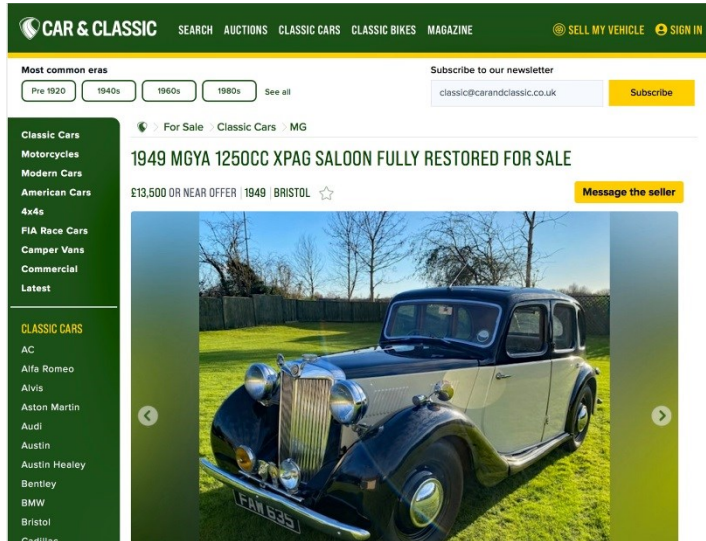 CAR & CLASSIC
SEARCH AUCTIONS CLASSIC CARS CLASSIC BIKES MAGAZINE
SELL MY VEHICLE SIGN IN
Most common eras
Pre 1920 1940s 1960s 1980s See all
Subscribe to our newsletter
classic@carandclassic.co.uk Subscribe
Classic Cars
Motorcycles
Modern Cars
American Cars
4x4s
FIA Race Cars
Camper Vans
Commercial
Latest
CLASSIC CARS
AC
Alfa Romeo
Alvis
Aston Martin
Audi
Austin
Austin Healey
Bentley
BMW
Bristol
Cadillac
For Sale Classic Cars MG
1949 MGYA 1250CC XPAG SALOON FULLY RESTORED FOR SALE
£13,500 OR NEAR OFFER 1949 BRISTOL
Message the seller
FAW 635